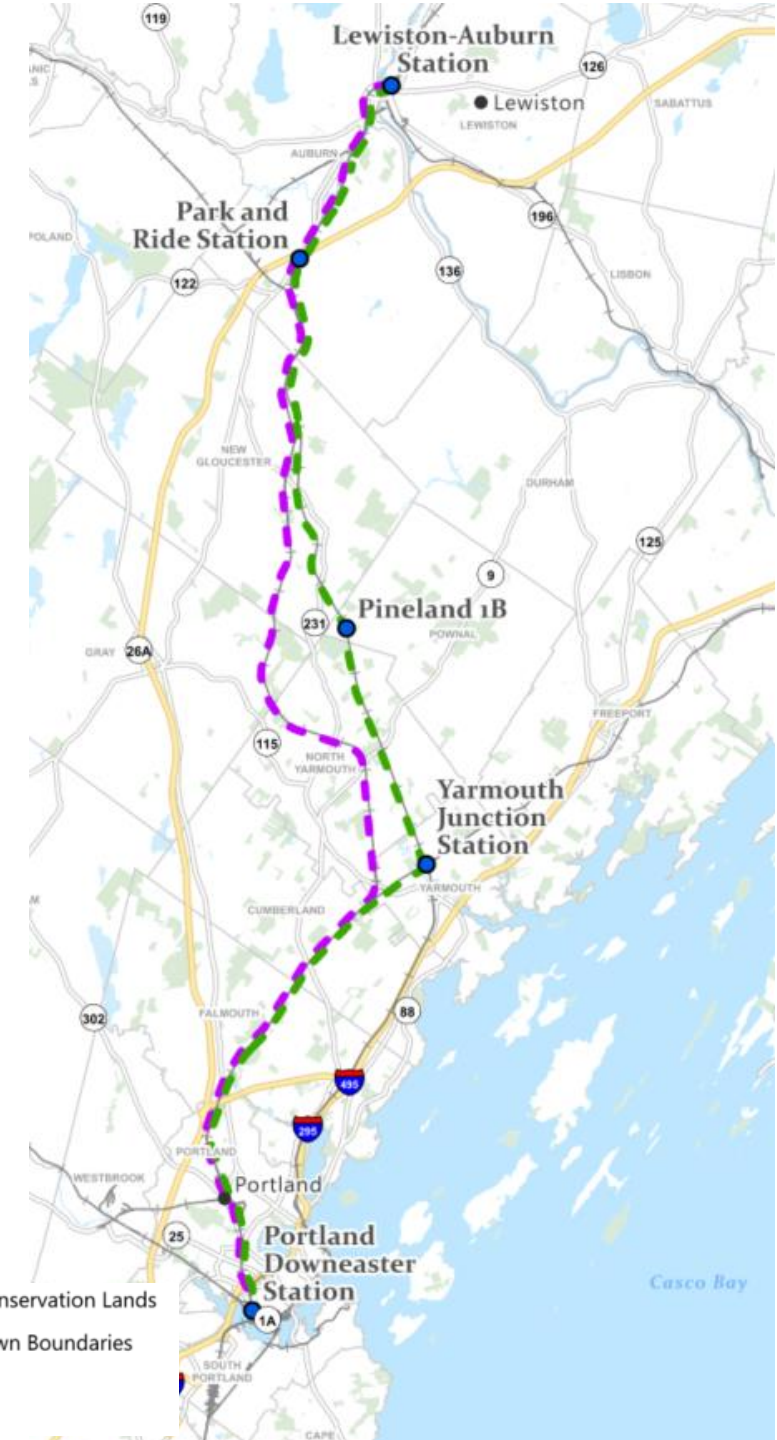 119
Lewiston-Auburn
Station
126
Lewiston
SABATTUS
LEWISTON
AUBURN
196
Park and
Ride Station
POLAND
136
LISBON
122
NEW
GLOUCESTER
DURHAM
125
9
Pineland 1B
231
POWNAL
GRAY
26A
FREEPORT
115
NORTH
YARMOUTH
Yarmouth
Junction
Station
YARMOUTH
CUMBERLAND
302
FALMOUTH
88
495
295
PORTLAND
WESTBROOK
Portland
25
Portland
Downeaster
Station
Casco Bay
nservation Lands
1A
wn Boundaries
SOUTH
PORTLAND
CAPE